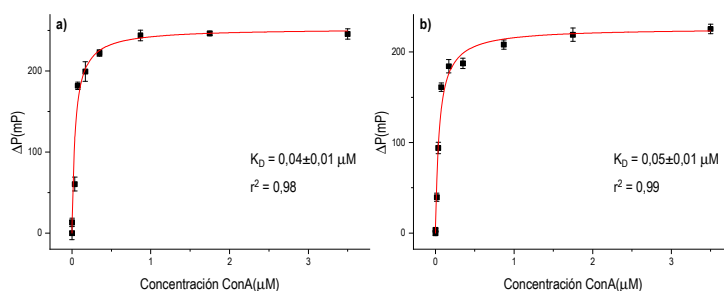 a)
ΔP(mP)
200
100
0
K_D = 0,04±0,01 μM
r² = 0,98
0
1
2
3
Concentración ConA(μM)
b)
ΔP(mP)
200
100
0
K_D = 0,05±0,01 μM
r² = 0,99
0
1
2
3
Concentración ConA(μM)